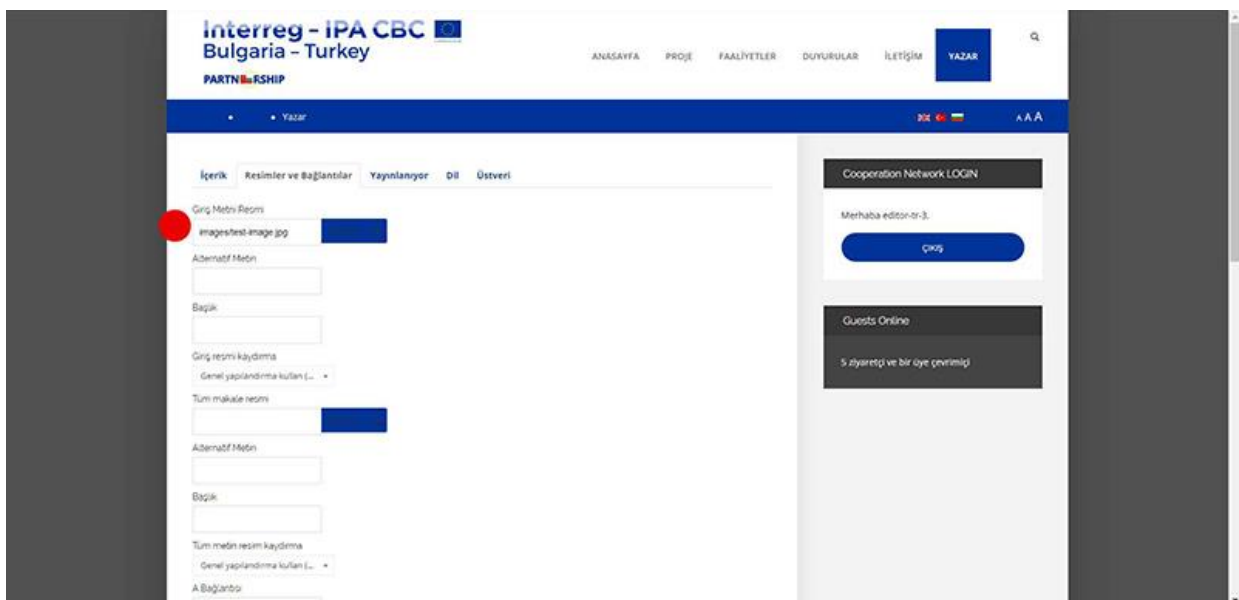 Interreg - IPA CBC
Bulgaria - Turkey
PARTNERSHIP
ANASAYFA PROJE FAALİYETLER DUYURULAR İLETİŞİM YAZAR
Yazar
A A A
İçerik Resimler ve Bağlantılar Yayınlanıyor Dil Üstveri
Giriş Metni Resmi
images/test-image.jpg
Alternatif Metin
Başlık
Giriş resmi kaydırma
Genel yapılandırma kullan (...
Tüm makale resmi
Alternatif Metin
Başlık
Tüm metin resim kaydırma
Genel yapılandırma kullan (...
A Bağlantısı
Cooperation Network LOGIN
Merhaba editor-tr-3,
ÇIKIŞ
Guests Online
5 ziyaretçi ve bir üye çevrimiçi